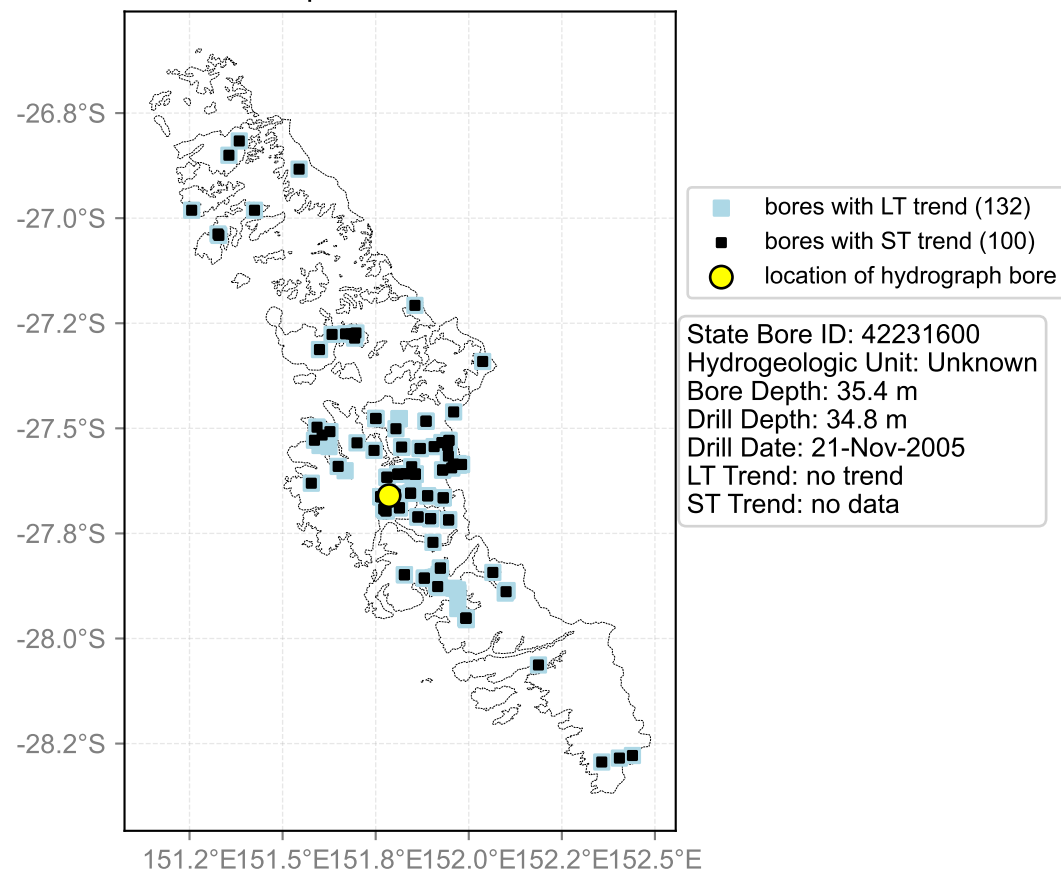 -26.8°S
-27.0°S
-27.2°S
-27.5°S
-27.8°S
-28.0°S
-28.2°S
151.2°E151.5°E151.8°E152.0°E152.2°E152.5°E
bores with LT trend (132)
bores with ST trend (100)
location of hydrograph bore
State Bore ID: 42231600
Hydrogeologic Unit: Unknown
Bore Depth: 35.4 m
Drill Depth: 34.8 m
Drill Date: 21-Nov-2005
LT Trend: no trend
ST Trend: no data